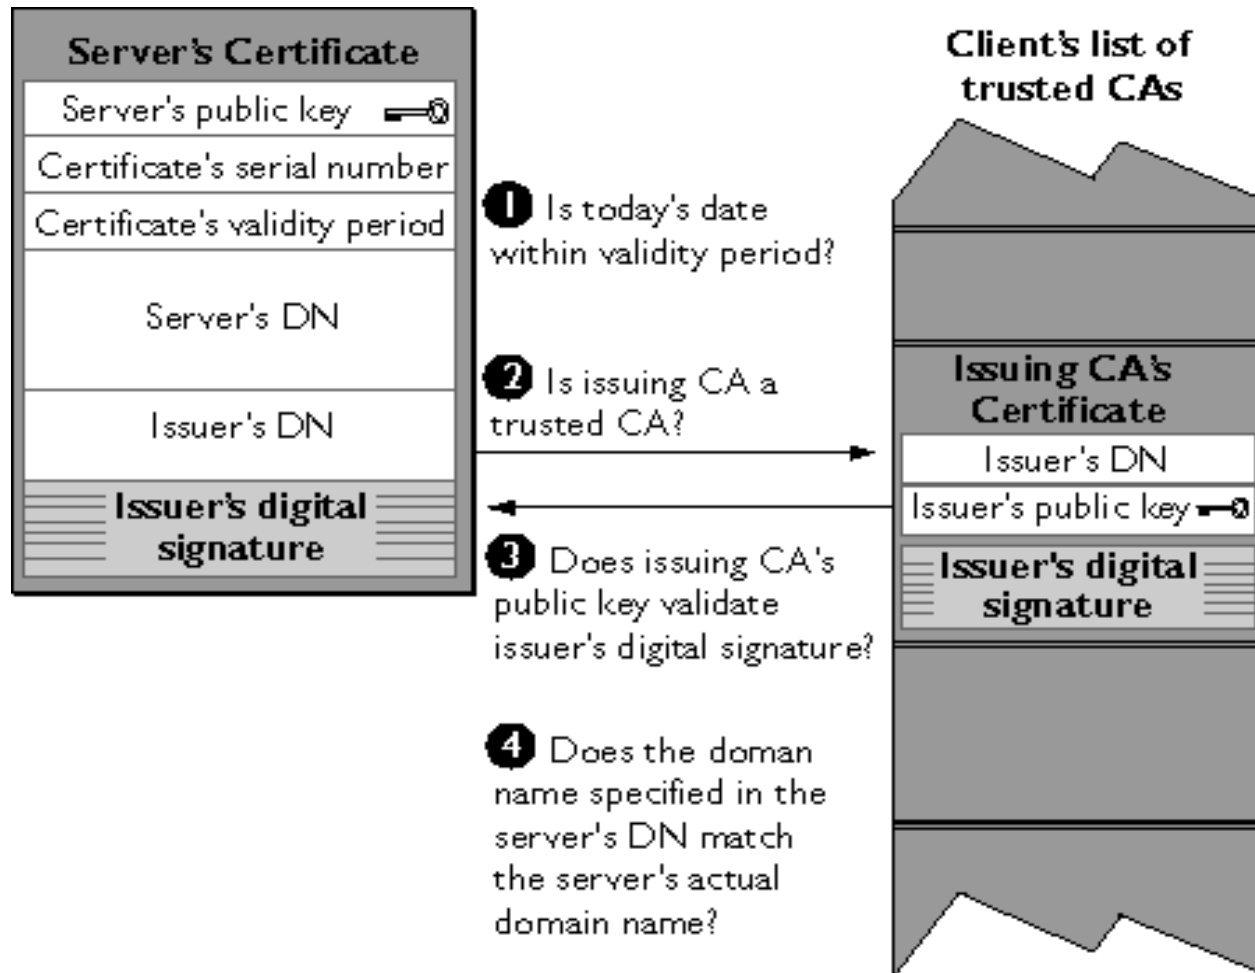 Server's Certificate
Server's public key
Certificate's serial number
Certificate's validity period
Server's DN
Issuer's DN
Issuer's digital
signature
1 Is today's date
within validity period?
2 Is issuing CA a
trusted CA?
3 Does issuing CA's
public key validate
issuer's digital signature?
4 Does the doman
name specified in the
server's DN match
the server's actual
domain name?
Client's list of
trusted CAs
Issuing CA's
Certificate
Issuer's DN
Issuer's public key
Issuer's digital
signature